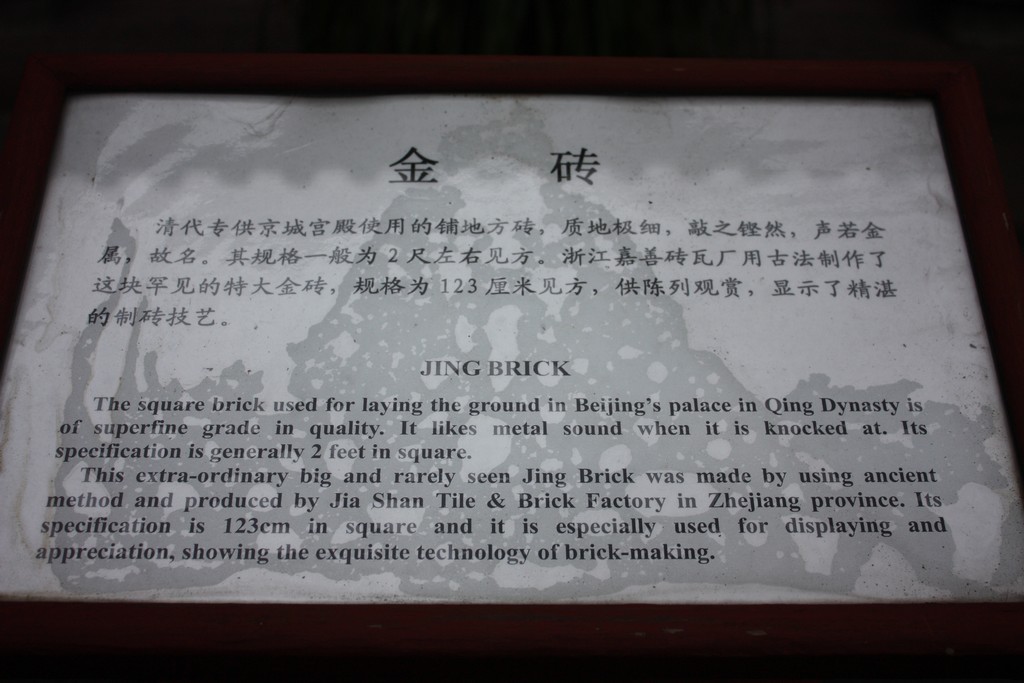 金 砖
清代专供京城宫殿使用的铺地方砖，质地极细，敲之铿然，声若金
属，故名。其规格一般为2尺左右见方。浙江嘉善砖瓦厂用古法制作了
这块罕见的特大金砖，规格为123厘米见方，供陈列观赏，显示了精湛
的制砖技艺。
JING BRICK
The square brick used for laying the ground in Beijing's palace in Qing Dynasty is
of superfine grade in quality. It likes metal sound when it is knocked at. Its
specification is generally 2 feet in square.
This extra-ordinary big and rarely seen Jing Brick was made by using ancient
method and produced by Jia Shan Tile & Brick Factory in Zhejiang province. Its
specification is 123cm in square and it is especially used for displaying and
appreciation, showing the exquisite technology of brick-making.